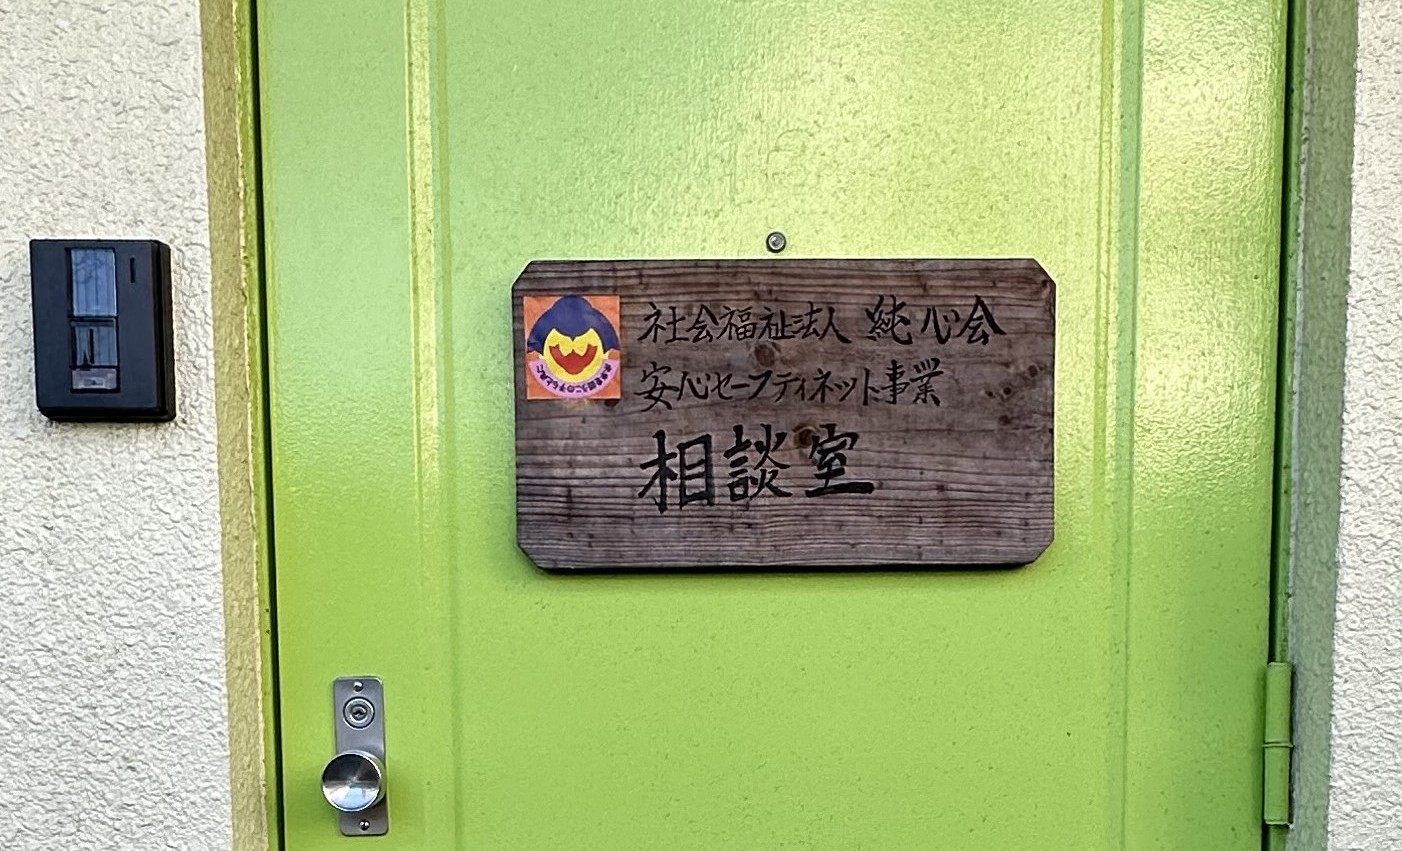 社会福祉法人 純心会
安心セーフティネット事業
相談室